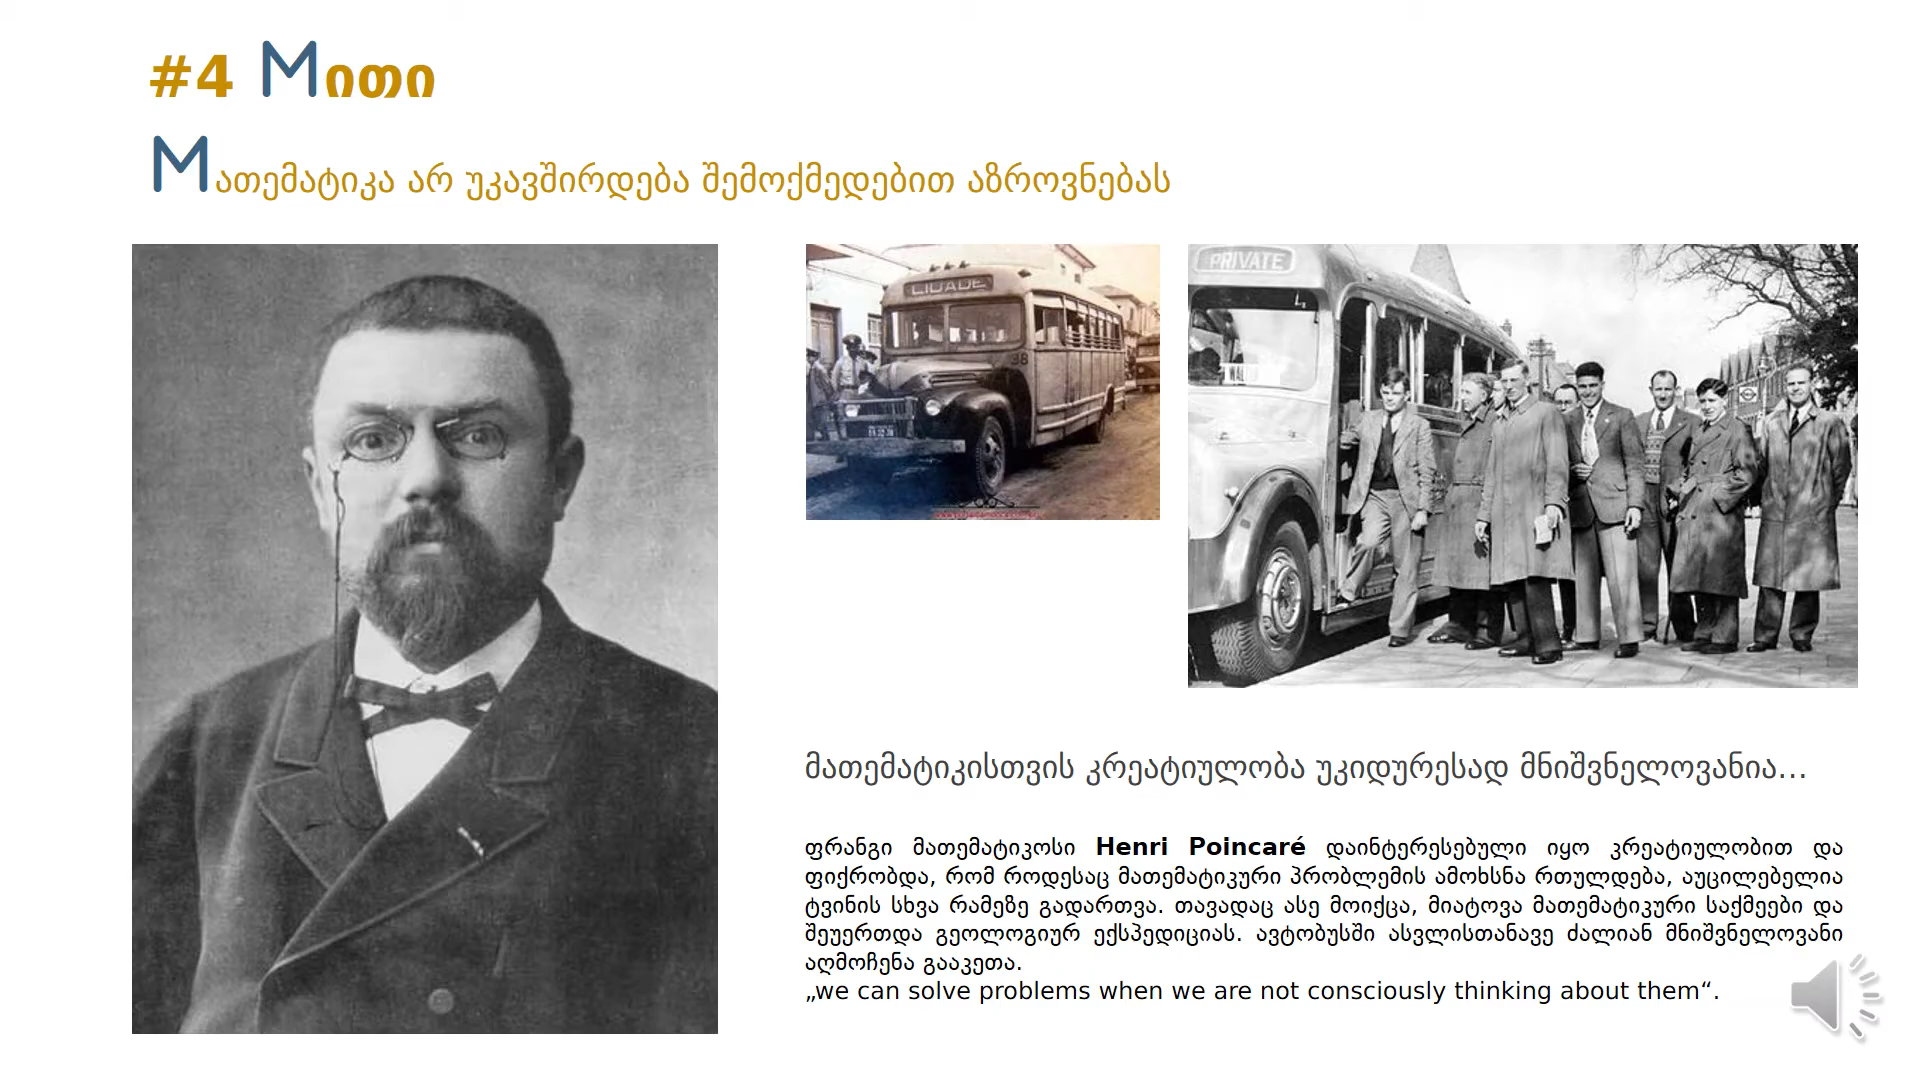 #4 Mითი
Mათემატიკა არ უკავშირდება შემოქმედებით აზროვნებას
CIDADE
PRIVATE
მათემატიკისთვის კრეატიულობა უკიდურესად მნიშვნელოვანია...
ფრანგი მათემატიკოსი Henri Poincaré დაინტერესებული იყო კრეატიულობით და
ფიქრობდა, რომ როდესაც მათემატიკური პრობლემის ამოხსნა რთულდება, აუცილებელია
ტვინის სხვა რამეზე გადართვა. თავადაც ასე მოიქცა, მიატოვა მათემატიკური საქმეები და
შეუერთდა გეოლოგიურ ექსპედიციას. ავტობუსში ასვლისთანავე ძალიან მნიშვნელოვანი
აღმოჩენა გააკეთა.
„we can solve problems when we are not consciously thinking about them“.